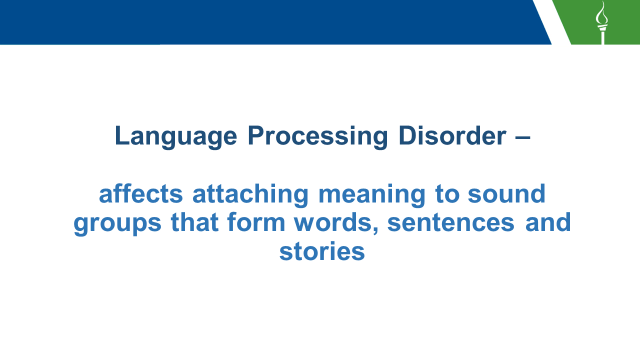 Language Processing Disorder –
affects attaching meaning to sound
groups that form words, sentences and
stories